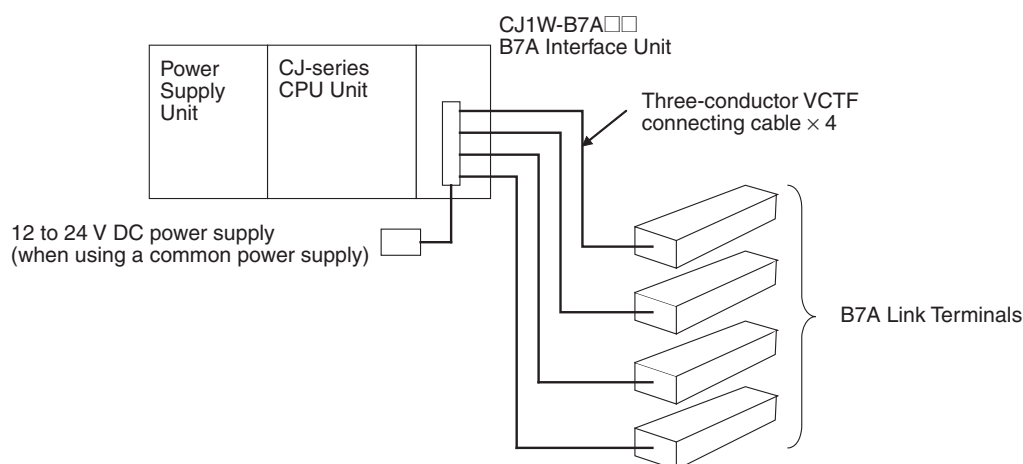 CJ1W-B7A□□
B7A Interface Unit
Power
Supply
Unit
CJ-series
CPU Unit
Three-conductor VCTF
connecting cable × 4
12 to 24 V DC power supply
(when using a common power supply)
B7A Link Terminals